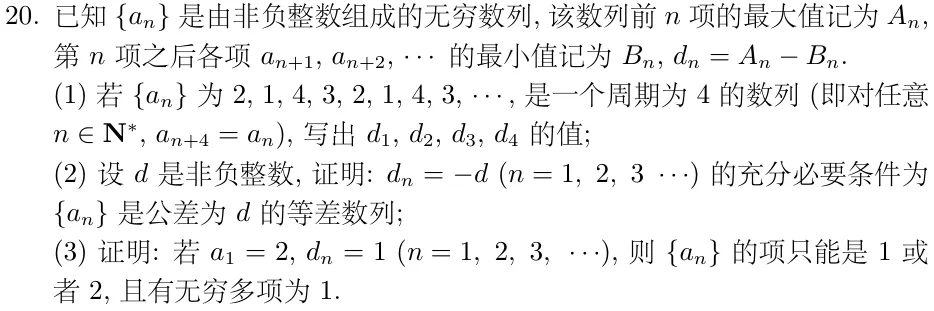 20. 已知 {aₙ} 是由非负整数组成的无穷数列, 该数列前 n 项的最大值记为 Aₙ,
第 n 项之后各项 aₙ₊₁, aₙ₊₂, ⋯ 的最小值记为 Bₙ, dₙ = Aₙ − Bₙ.
(1) 若 {aₙ} 为 2, 1, 4, 3, 2, 1, 4, 3, ⋯, 是一个周期为 4 的数列 (即对任意
n ∈ N*, aₙ₊₄ = aₙ), 写出 d₁, d₂, d₃, d₄ 的值;
(2) 设 d 是非负整数, 证明: dₙ = −d (n = 1, 2, 3 ⋯) 的充分必要条件为
{aₙ} 是公差为 d 的等差数列;
(3) 证明: 若 a₁ = 2, dₙ = 1 (n = 1, 2, 3, ⋯), 则 {aₙ} 的项只能是 1 或
者 2, 且有无穷多项为 1.